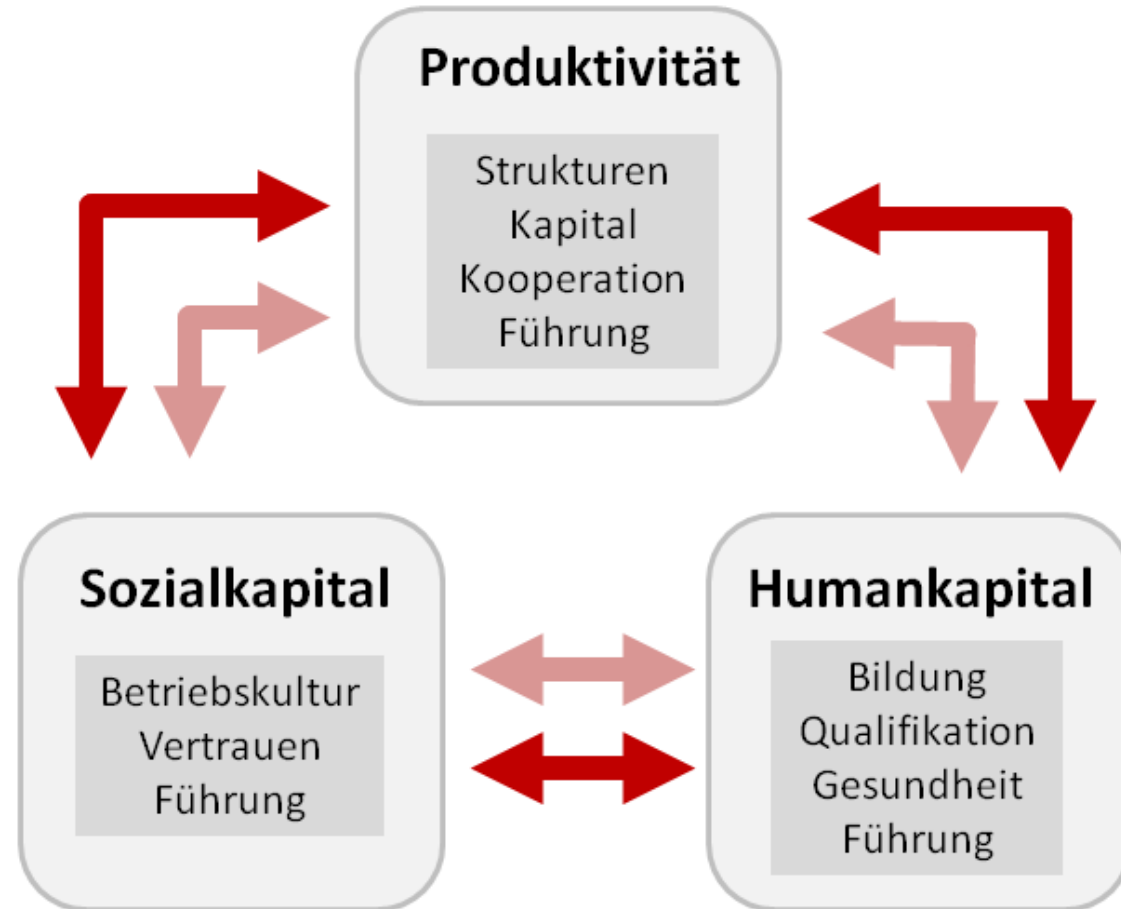 Produktivität
Strukturen
Kapital
Kooperation
Führung
Sozialkapital
Betriebskultur
Vertrauen
Führung
Humankapital
Bildung
Qualifikation
Gesundheit
Führung